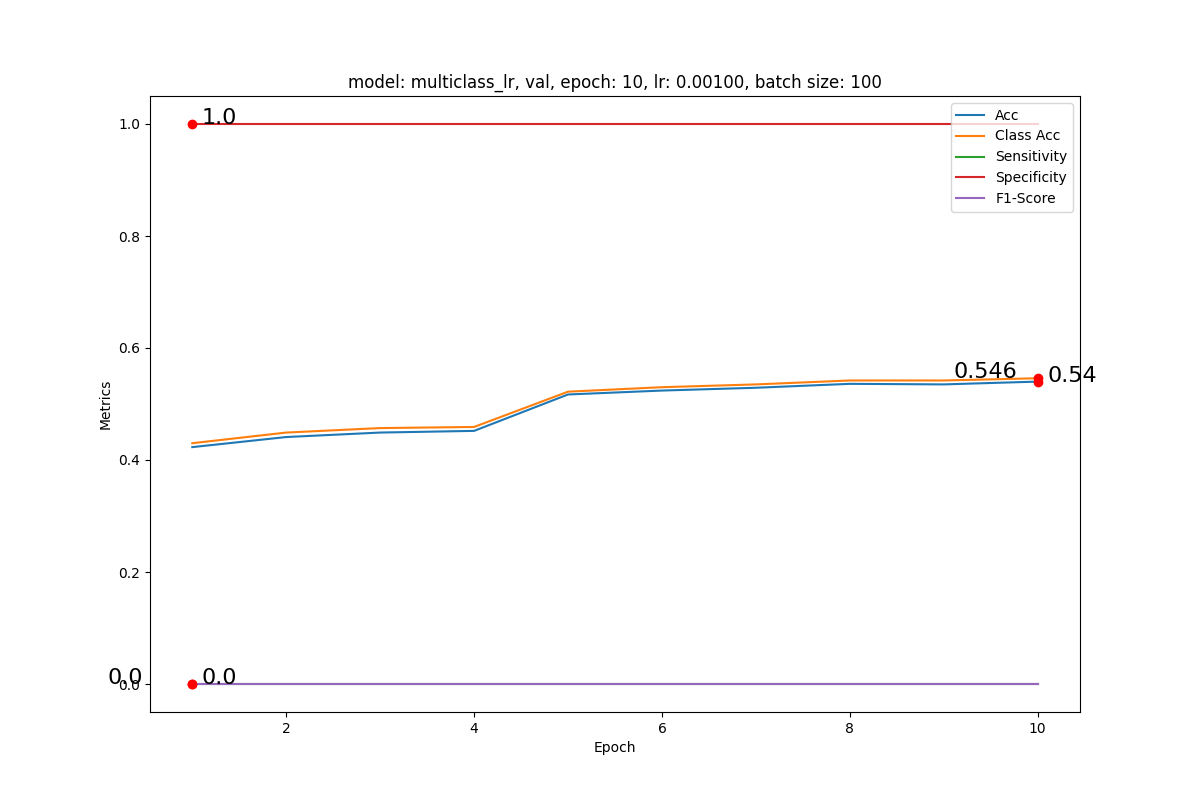 model: multiclass_lr, val, epoch: 10, lr: 0.00100, batch size: 100
1.0
1.0
Acc
Class Acc
Sensitivity
Specificity
F1-Score
0.8
0.6
0.546
0.54
Metrics
0.4
0.2
0.0
0.0
0.0
2
4
6
8
10
Epoch